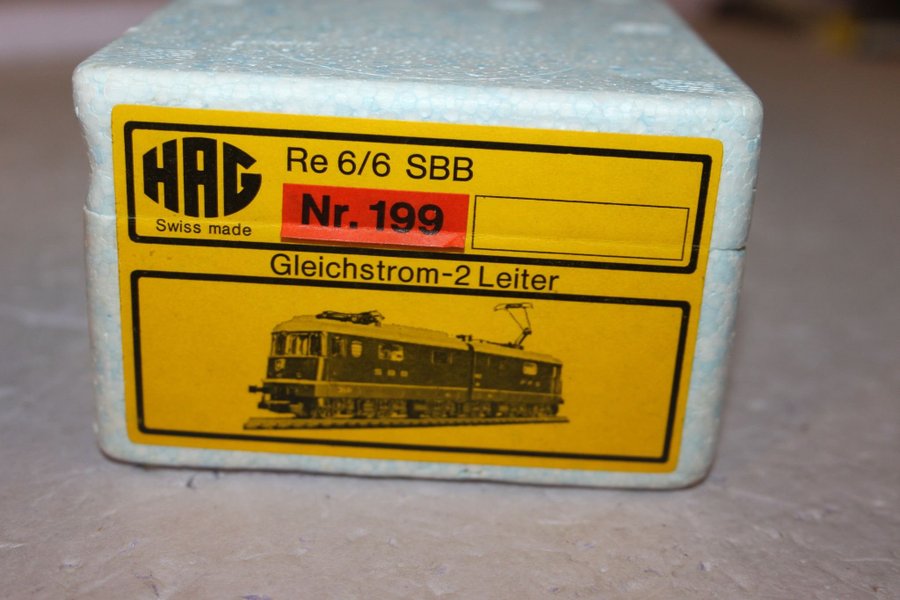 HAG
Swiss made
Re 6/6 SBB
Nr. 199
Gleichstrom-2 Leiter
SBB